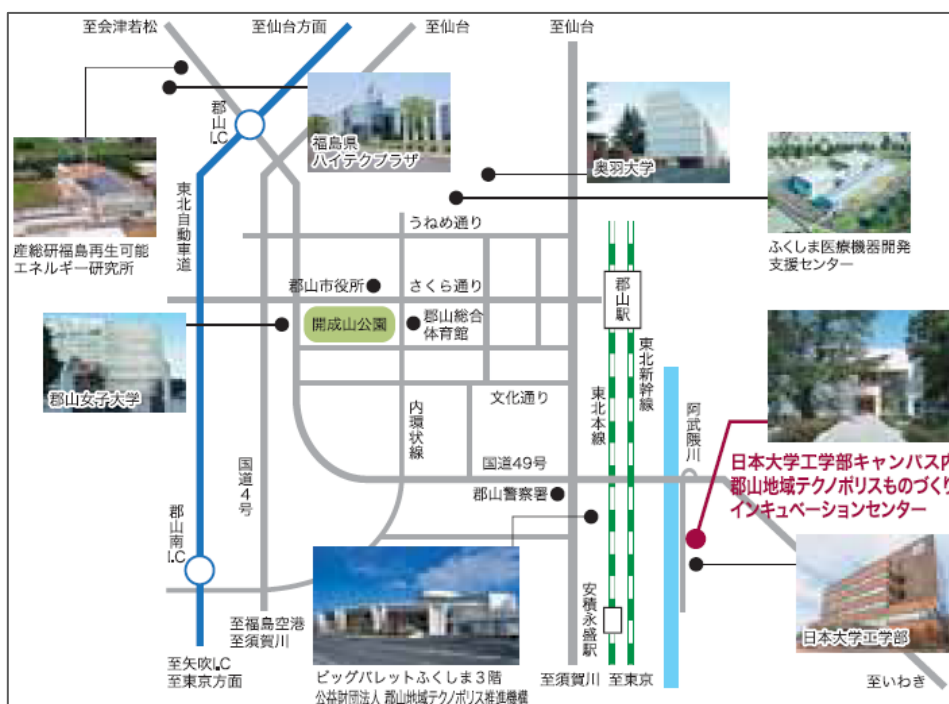 至会津若松
至仙台方面
至仙台
至仙台
郡山I.C
福島県
ハイテクプラザ
奥羽大学
東北自動車道
産総研福島再生可能
エネルギー研究所
うねめ通り
ふくしま医療機器開発
支援センター
郡山市役所
さくら通り
郡山駅
開成山公園
郡山総合
体育館
郡山女子大学
東北新幹線
文化通り
東北本線
内環状線
阿武隈川
国道4号
国道49号
日本大学工学部キャンパス内
郡山地域テクノポリスものづくり
インキュベーションセンター
郡山警察署
郡山南I.C
安積永盛駅
日本大学工学部
至福島空港
至須賀川
至矢吹I.C
至東京方面
ビッグパレットふくしま3階
公益財団法人 郡山地域テクノポリス推進機構
至須賀川
至東京
至いわき